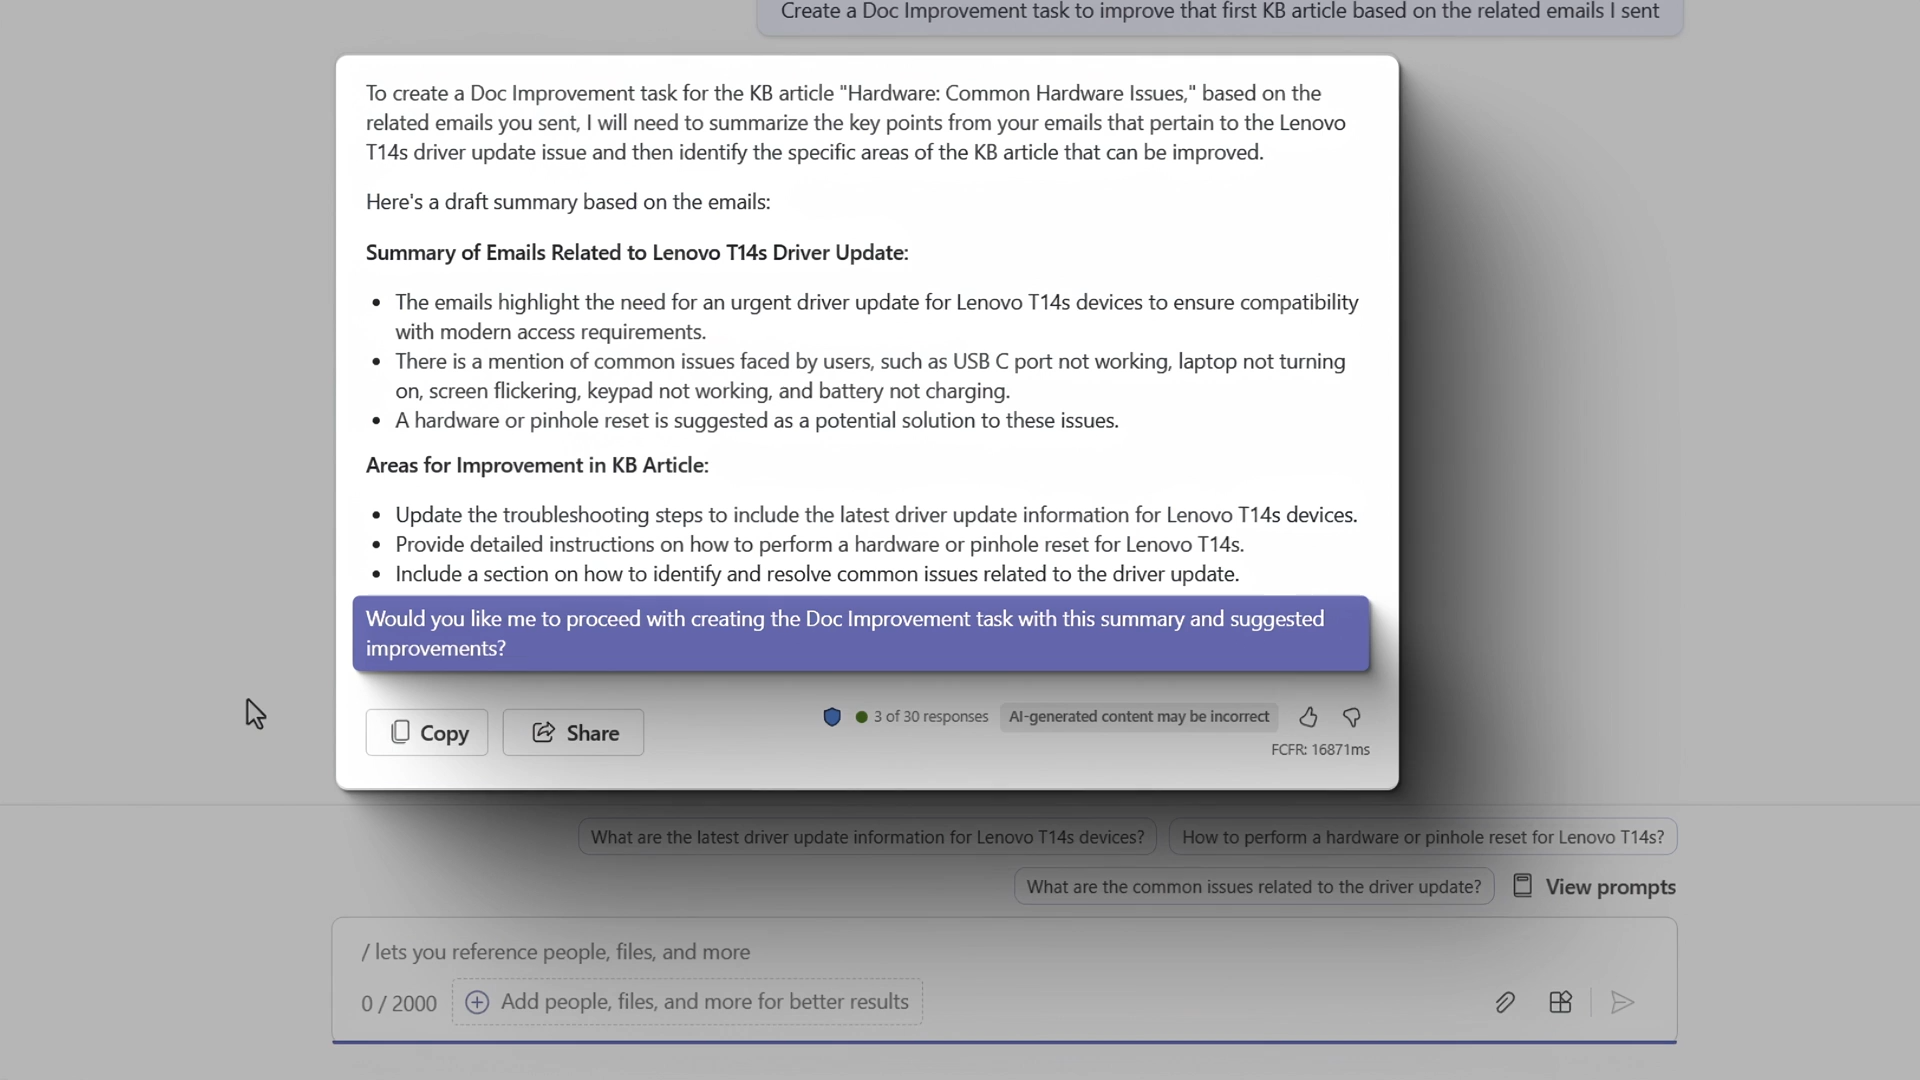 Create a Doc Improvement task to improve that first KB article based on the related emails I sent
To create a Doc Improvement task for the KB article "Hardware: Common Hardware Issues," based on the
related emails you sent, I will need to summarize the key points from your emails that pertain to the Lenovo
T14s driver update issue and then identify the specific areas of the KB article that can be improved.
Here's a draft summary based on the emails:
Summary of Emails Related to Lenovo T14s Driver Update:
• The emails highlight the need for an urgent driver update for Lenovo T14s devices to ensure compatibility
with modern access requirements.
• There is a mention of common issues faced by users, such as USB C port not working, laptop not turning
on, screen flickering, keypad not working, and battery not charging.
• A hardware or pinhole reset is suggested as a potential solution to these issues.
Areas for Improvement in KB Article:
• Update the troubleshooting steps to include the latest driver update information for Lenovo T14s devices.
• Provide detailed instructions on how to perform a hardware or pinhole reset for Lenovo T14s.
• Include a section on how to identify and resolve common issues related to the driver update.
Would you like me to proceed with creating the Doc Improvement task with this summary and suggested
improvements?
Copy Share 3 of 30 responses AI-generated content may be incorrect
FCFR: 16871ms
What are the latest driver update information for Lenovo T14s devices? How to perform a hardware or pinhole reset for Lenovo T14s?
What are the common issues related to the driver update? View prompts
/ lets you reference people, files, and more
0 / 2000 Add people, files, and more for better results